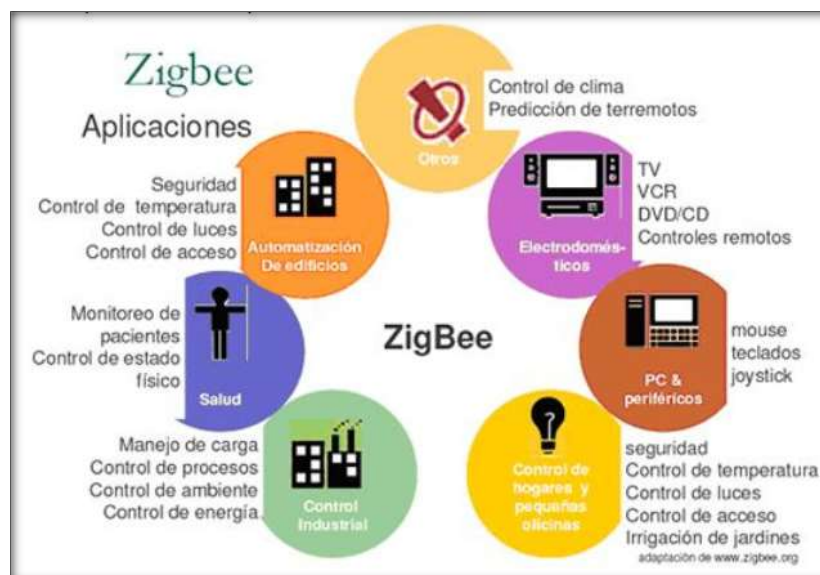 Zigbee
Aplicaciones
Otros
Control de clima
Predicción de terremotos
Electrodomés-
ticos
TV
VCR
DVD/CD
Controles remotos
PC &
periféricos
mouse
teclados
joystick
Control de
hogares y
pequeñas
oficinas
seguridad
Control de temperatura
Control de luces
Control de acceso
Irrigación de jardines
adaptación de www.zigbee.org
Control
Industrial
Manejo de carga
Control de procesos
Control de ambiente
Control de energía
Salud
Monitoreo de
pacientes
Control de estado
físico
Automatización
De edificios
Seguridad
Control de temperatura
Control de luces
Control de acceso
ZigBee